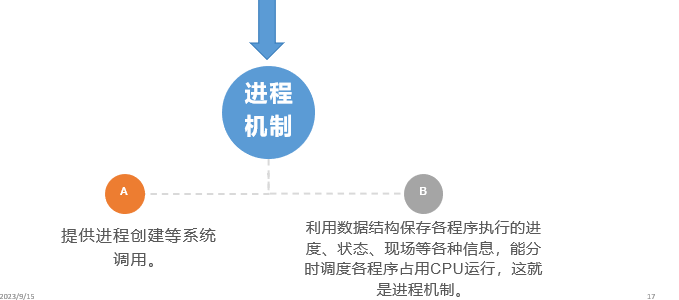 进程
机制
A
B
提供进程创建等系统
调用。
利用数据结构保存各程序执行的进
度、状态、现场等各种信息，能分
时调度各程序占用CPU运行，这就
是进程机制。
2023/9/15
17